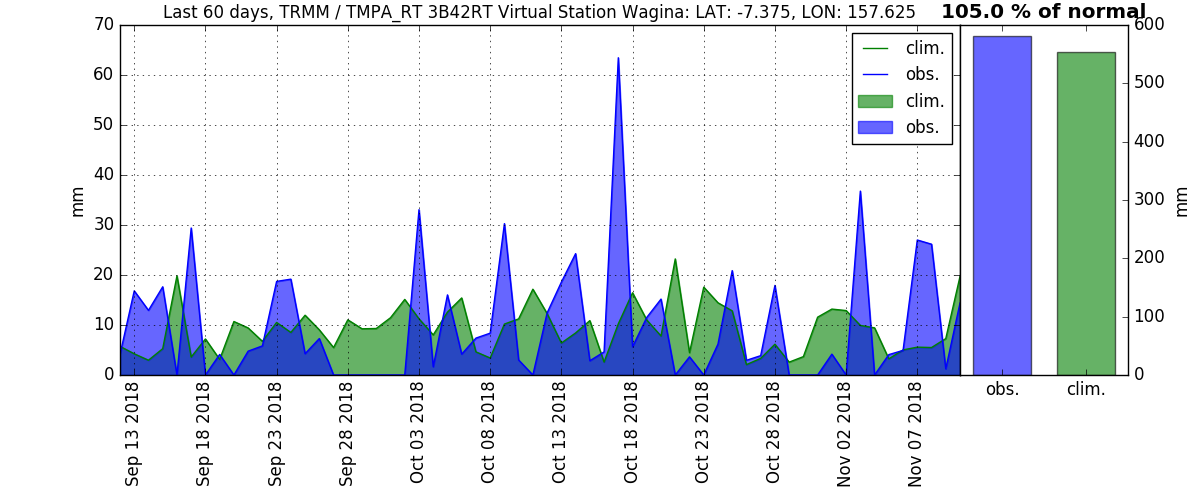 Last 60 days, TRMM / TMPA_RT 3B42RT Virtual Station Wagina: LAT: -7.375, LON: 157.625
105.0 % of normal
70
60
50
40
30
20
10
0
mm
clim.
obs.
clim.
obs.
600
500
400
300
200
100
0
mm
obs.
clim.
Sep 13 2018
Sep 18 2018
Sep 23 2018
Sep 28 2018
Oct 03 2018
Oct 08 2018
Oct 13 2018
Oct 18 2018
Oct 23 2018
Oct 28 2018
Nov 02 2018
Nov 07 2018